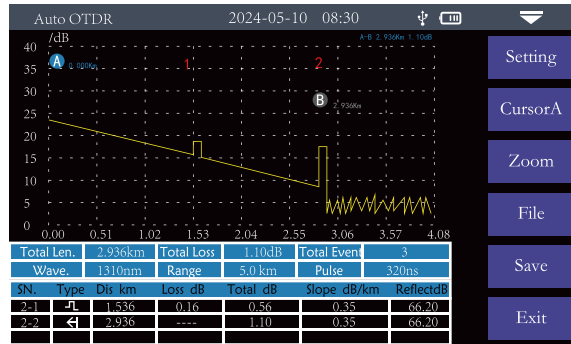 Auto OTDR 2024-05-10 08:30
/dB
A-B 2.936Km 1.10dB
40
35
30
25
20
15
10
5
0
A 0.000Km
1
2
B 2.936Km
0.00 0.51 1.02 1.53 2.04 2.55 3.06 3.57 4.08
Total Len. 2.936km Total Loss 1.10dB Total Event 3
Wave. 1310nm Range 5.0 km Pulse 320ns
SN. Type Dis km Loss dB Total dB Slope dB/km ReflectdB
2-1 1.536 0.16 0.56 0.35 66.20
2-2 2.936 ---- 1.10 0.35 66.20
Setting
CursorA
Zoom
File
Save
Exit